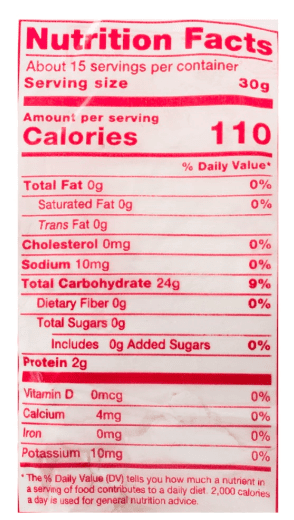 Nutrition Facts
About 15 servings per container
Serving size 30g
Amount per serving
Calories 110
% Daily Value*
Total Fat 0g 0%
Saturated Fat 0g 0%
Trans Fat 0g
Cholesterol 0mg 0%
Sodium 10mg 0%
Total Carbohydrate 24g 9%
Dietary Fiber 0g 0%
Total Sugars 0g
Includes 0g Added Sugars 0%
Protein 2g
Vitamin D 0mcg 0%
Calcium 4mg 0%
Iron 0mg 0%
Potassium 10mg 0%
*The % Daily Value (DV) tells you how much a nutrient in
a serving of food contributes to a daily diet. 2,000 calories
a day is used for general nutrition advice.